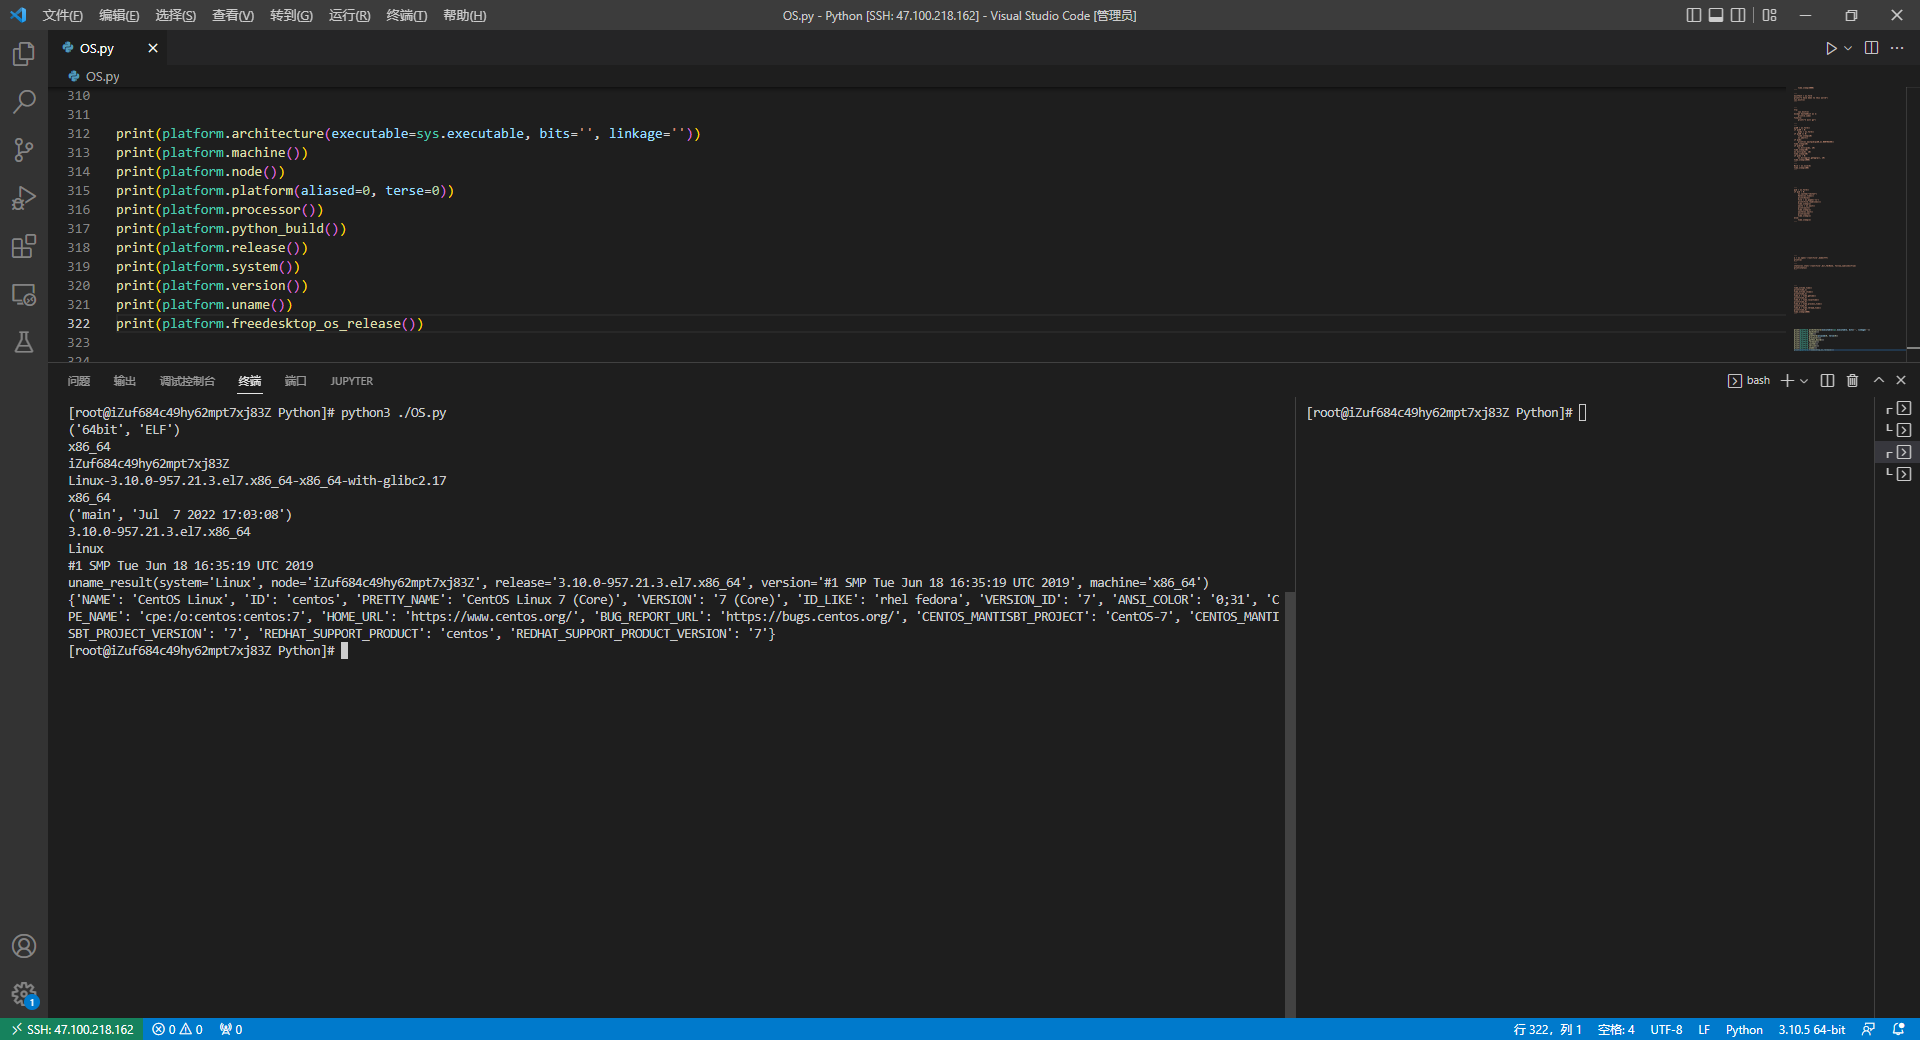 文件(F) 编辑(E) 选择(S) 查看(V) 转到(G) 运行(R) 终端(T) 帮助(H) OS.py - Python [SSH: 47.100.218.162] - Visual Studio Code [管理员]
OS.py
OS.py
310
311
312 print(platform.architecture(executable=sys.executable, bits='', linkage=''))
313 print(platform.machine())
314 print(platform.node())
315 print(platform.platform(aliased=0, terse=0))
316 print(platform.processor())
317 print(platform.python_build())
318 print(platform.release())
319 print(platform.system())
320 print(platform.version())
321 print(platform.uname())
322 print(platform.freedesktop_os_release())
323
324
问题 输出 调试控制台 终端 端口 JUPYTER bash
[root@iZuf684c49hy62mpt7xj83Z Python]# python3 ./OS.py
('64bit', 'ELF')
x86_64
iZuf684c49hy62mpt7xj83Z
Linux-3.10.0-957.21.3.el7.x86_64-x86_64-with-glibc2.17
x86_64
('main', 'Jul  7 2022 17:03:08')
3.10.0-957.21.3.el7.x86_64
Linux
#1 SMP Tue Jun 18 16:35:19 UTC 2019
uname_result(system='Linux', node='iZuf684c49hy62mpt7xj83Z', release='3.10.0-957.21.3.el7.x86_64', version='#1 SMP Tue Jun 18 16:35:19 UTC 2019', machine='x86_64')
{'NAME': 'CentOS Linux', 'ID': 'centos', 'PRETTY_NAME': 'CentOS Linux 7 (Core)', 'VERSION': '7 (Core)', 'ID_LIKE': 'rhel fedora', 'VERSION_ID': '7', 'ANSI_COLOR': '0;31', 'C
PE_NAME': 'cpe:/o:centos:centos:7', 'HOME_URL': 'https://www.centos.org/', 'BUG_REPORT_URL': 'https://bugs.centos.org/', 'CENTOS_MANTISBT_PROJECT': 'CentOS-7', 'CENTOS_MANTI
SBT_PROJECT_VERSION': '7', 'REDHAT_SUPPORT_PRODUCT': 'centos', 'REDHAT_SUPPORT_PRODUCT_VERSION': '7'}
[root@iZuf684c49hy62mpt7xj83Z Python]#
[root@iZuf684c49hy62mpt7xj83Z Python]#
1
SSH: 47.100.218.162 0 0 0 行 322，列 1 空格: 4 UTF-8 LF Python 3.10.5 64-bit